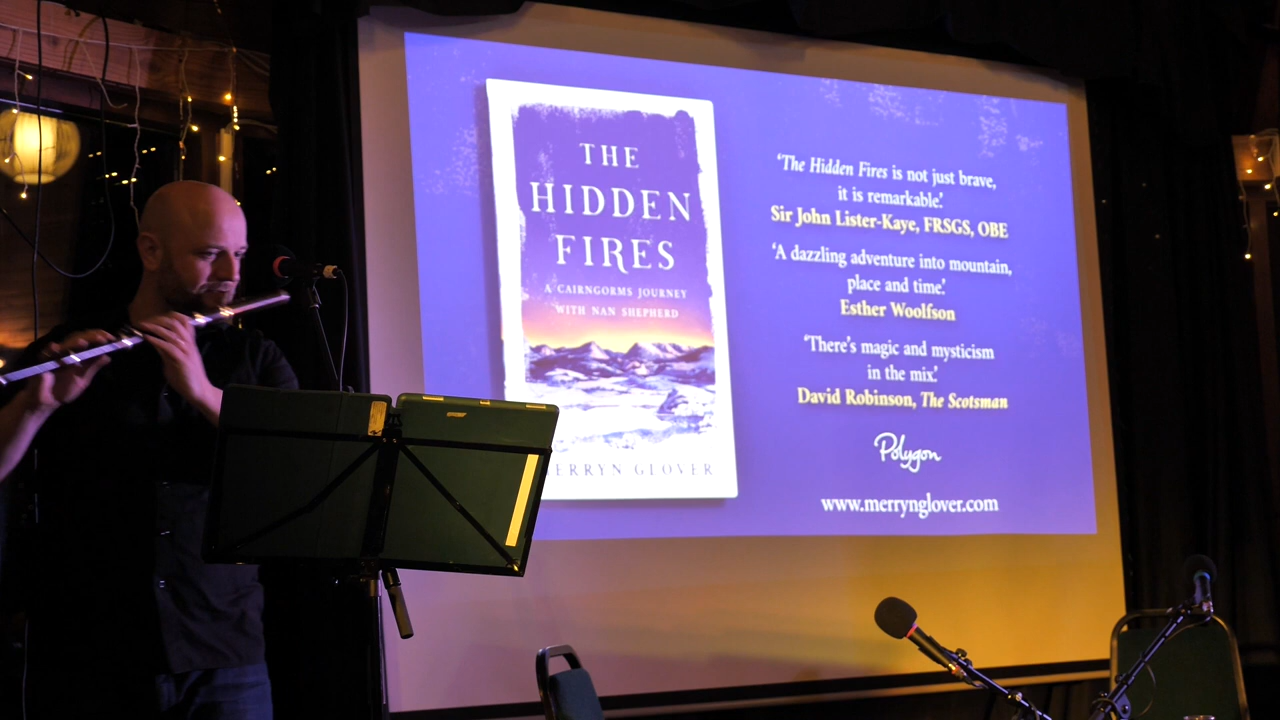 THE
HIDDEN
FIRES
A CAIRNGORMS JOURNEY
WITH NAN SHEPHERD
ERRYN GLOVER
'The Hidden Fires is not just brave,
it is remarkable.'
Sir John Lister-Kaye, FRSGS, OBE
'A dazzling adventure into mountain,
place and time.'
Esther Woolfson
'There's magic and mysticism
in the mix.'
David Robinson, The Scotsman
Polygon
www.merrynglover.com